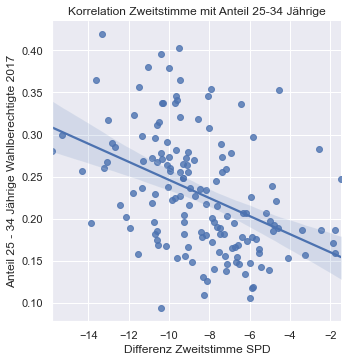 Korrelation Zweitstimme mit Anteil 25-34 Jährige
Anteil 25 - 34 Jährige Wahlberechtigte 2017
0.40
0.35
0.30
0.25
0.20
0.15
0.10
−14 −12 −10 −8 −6 −4 −2
Differenz Zweitstimme SPD